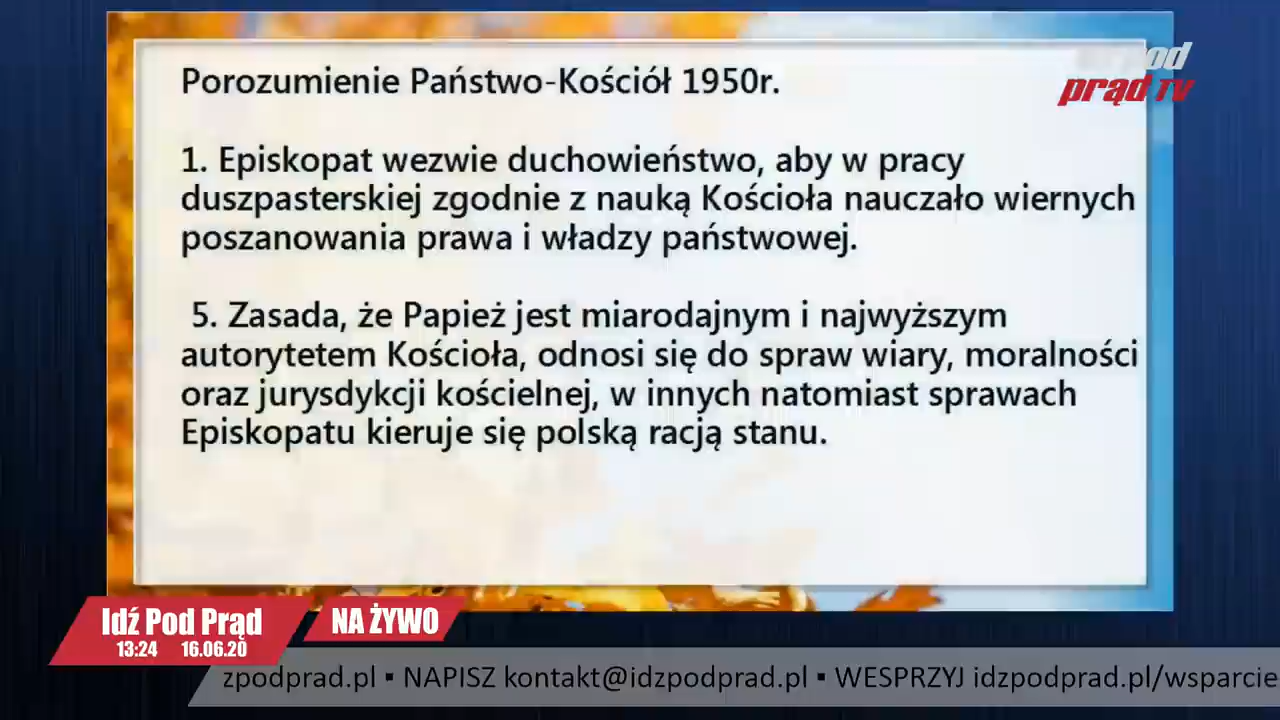 Porozumienie Państwo-Kościół 1950r.
1. Episkopat wezwie duchowieństwo, aby w pracy
duszpasterskiej zgodnie z nauką Kościoła nauczało wiernych
poszanowania prawa i władzy państwowej.
5. Zasada, że Papież jest miarodajnym i najwyższym
autorytetem Kościoła, odnosi się do spraw wiary, moralności
oraz jurysdykcji kościelnej, w innych natomiast sprawach
Episkopatu kieruje się polską racją stanu.
pod
prąd TV
Idź Pod Prąd
NA ŻYWO
13:24 16.06.20
zpodprad.pl ▪ NAPISZ kontakt@idzpodprad.pl ▪ WESPRZYJ idzpodprad.pl/wsparcie